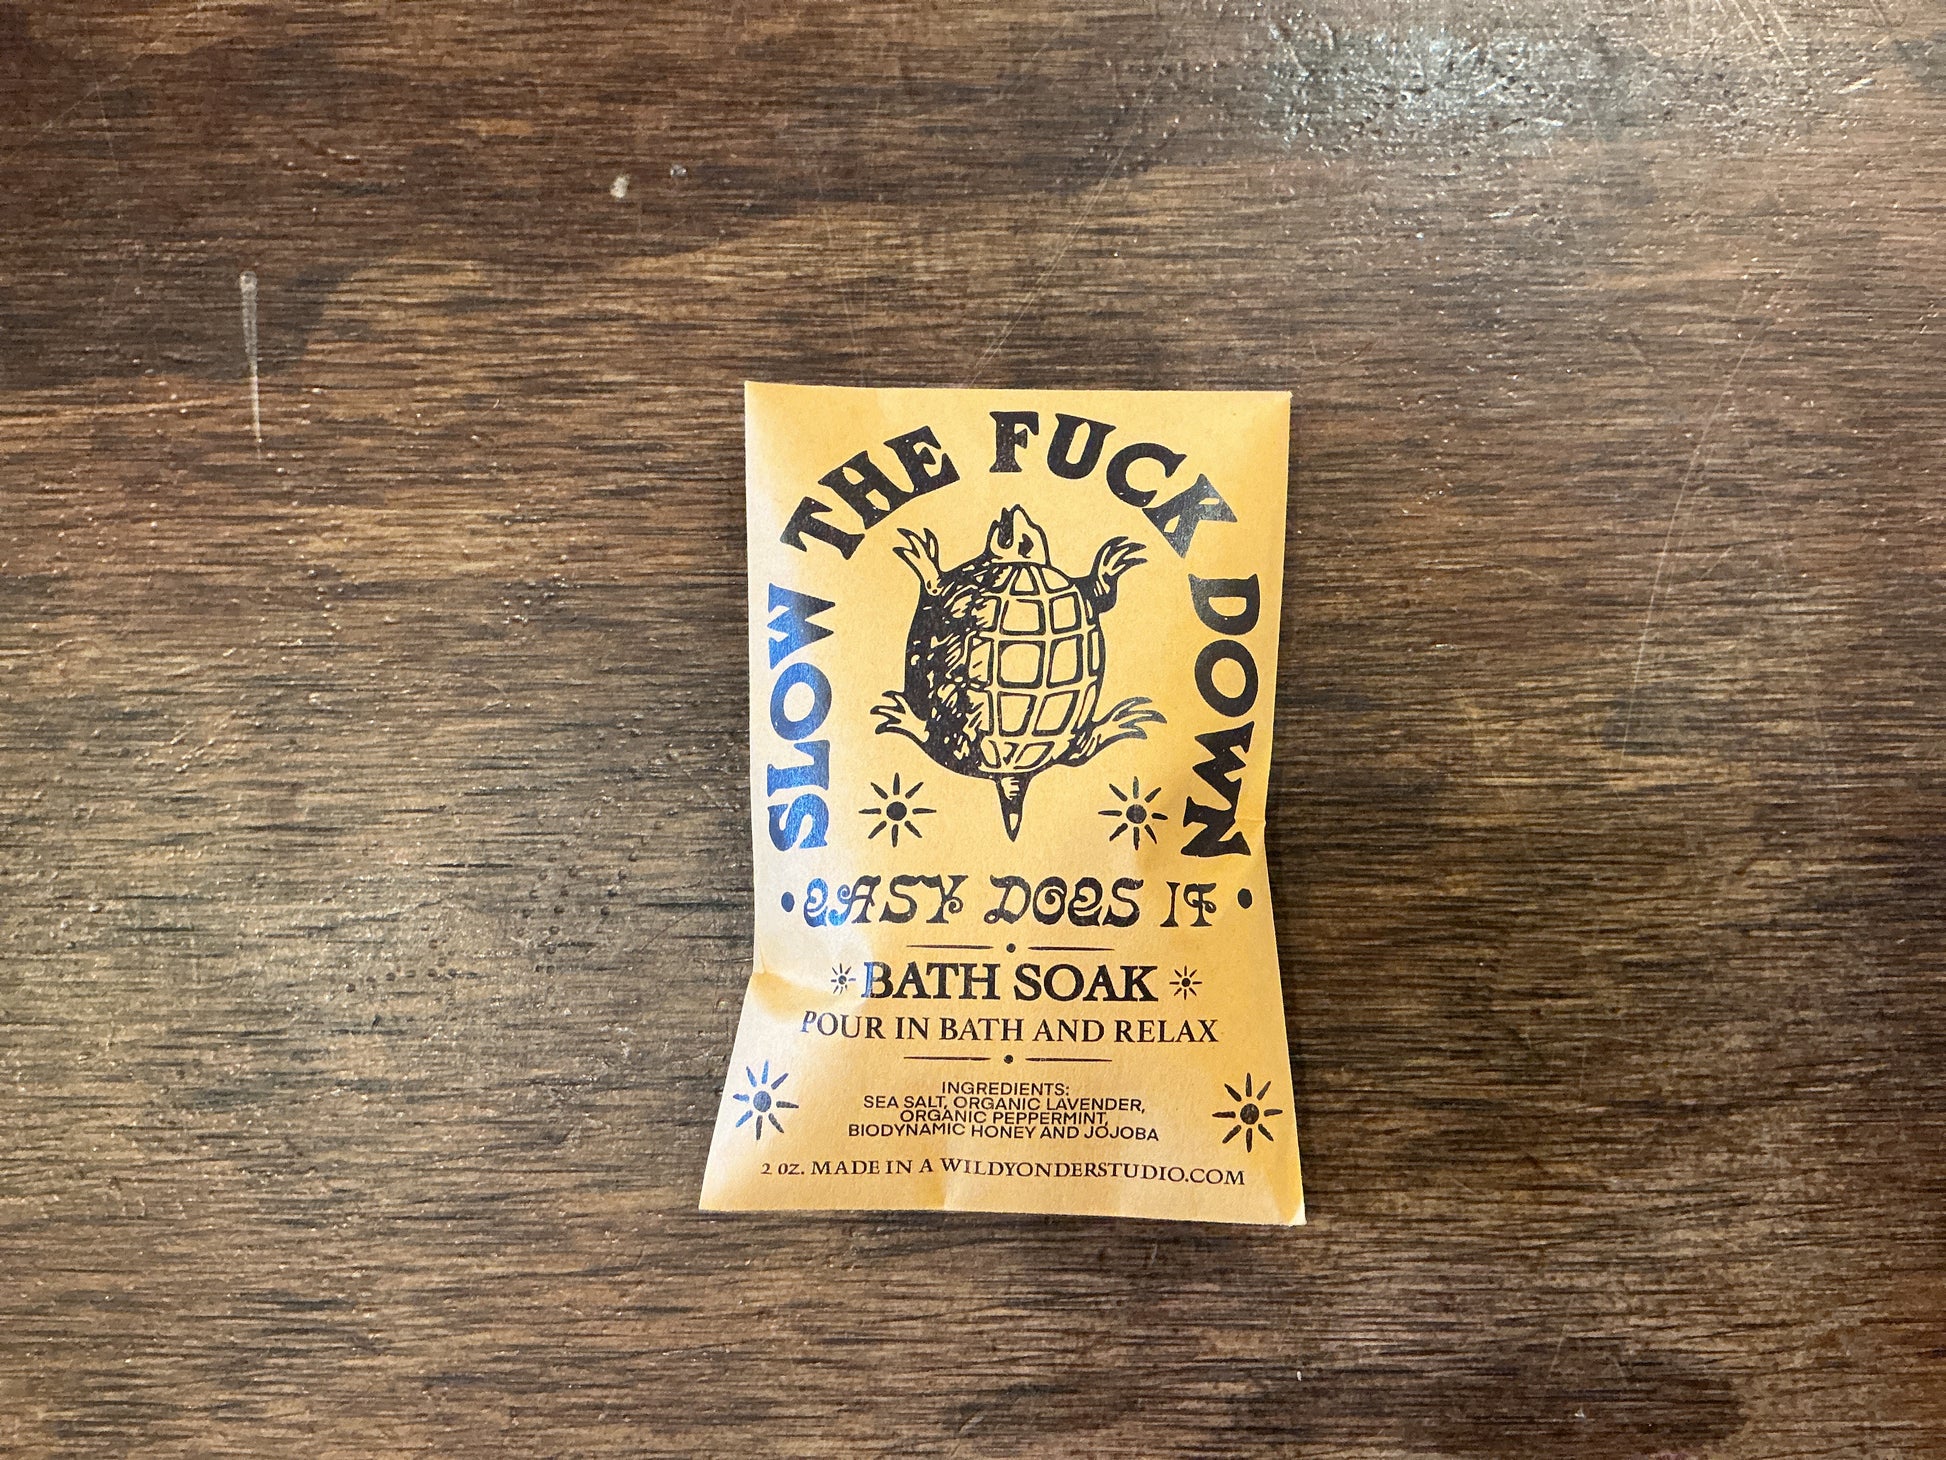 SLOW THE FUCK DOWN
EASY DOES IT
BATH SOAK
POUR IN BATH AND RELAX
INGREDIENTS:
SEA SALT, ORGANIC LAVENDER,
ORGANIC PEPPERMINT,
BIODYNAMIC HONEY AND JOJOBA
2 OZ. MADE IN A WILDYONDERSTUDIO.COM